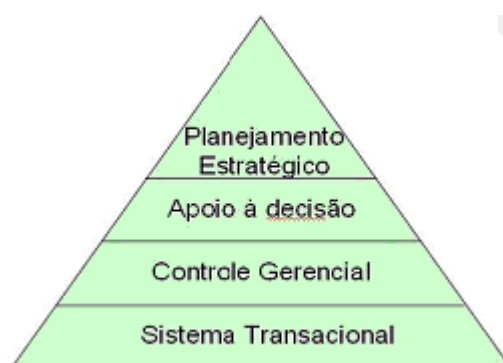 Planejamento
Estratégico
Apoio à decisão
Controle Gerencial
Sistema Transacional